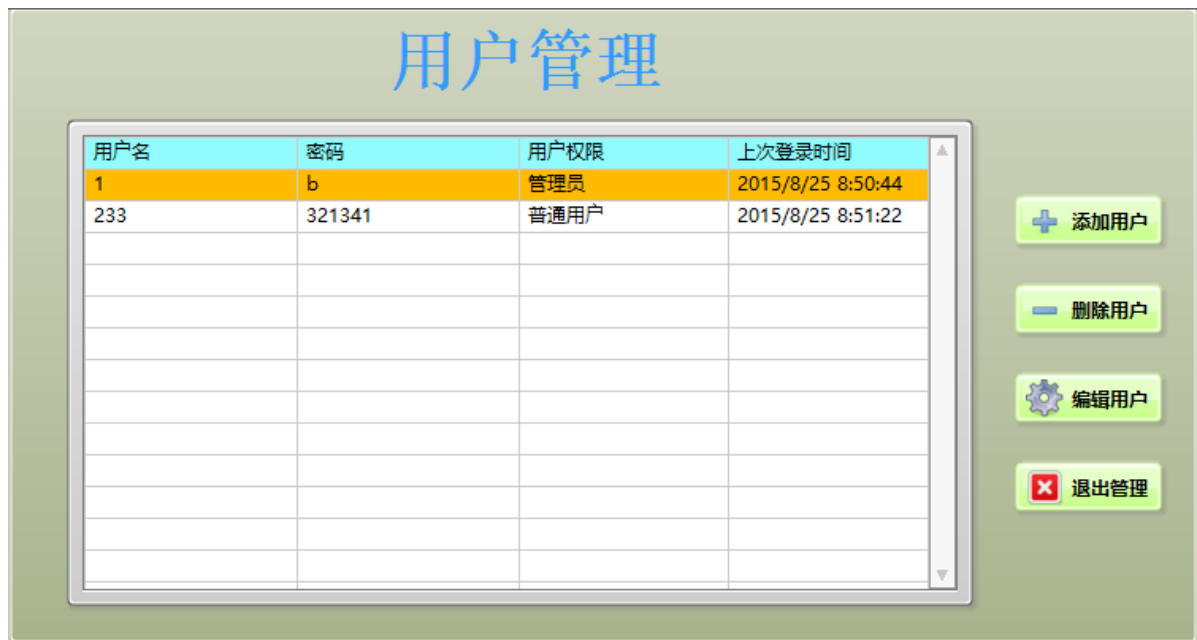 用户管理
用户名 密码 用户权限 上次登录时间
1 b 管理员 2015/8/25 8:50:44
233 321341 普通用户 2015/8/25 8:51:22
添加用户
删除用户
编辑用户
退出管理